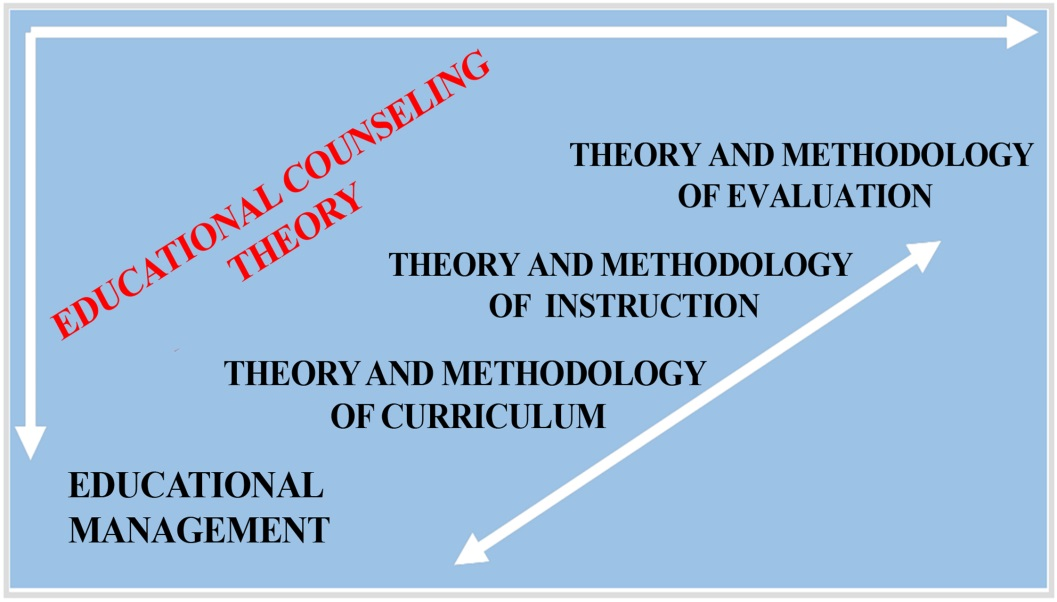 EDUCATIONAL COUNSELING
THEORY
THEORY AND METHODOLOGY
OF EVALUATION
THEORY AND METHODOLOGY
OF INSTRUCTION
THEORY AND METHODOLOGY
OF CURRICULUM
EDUCATIONAL
MANAGEMENT